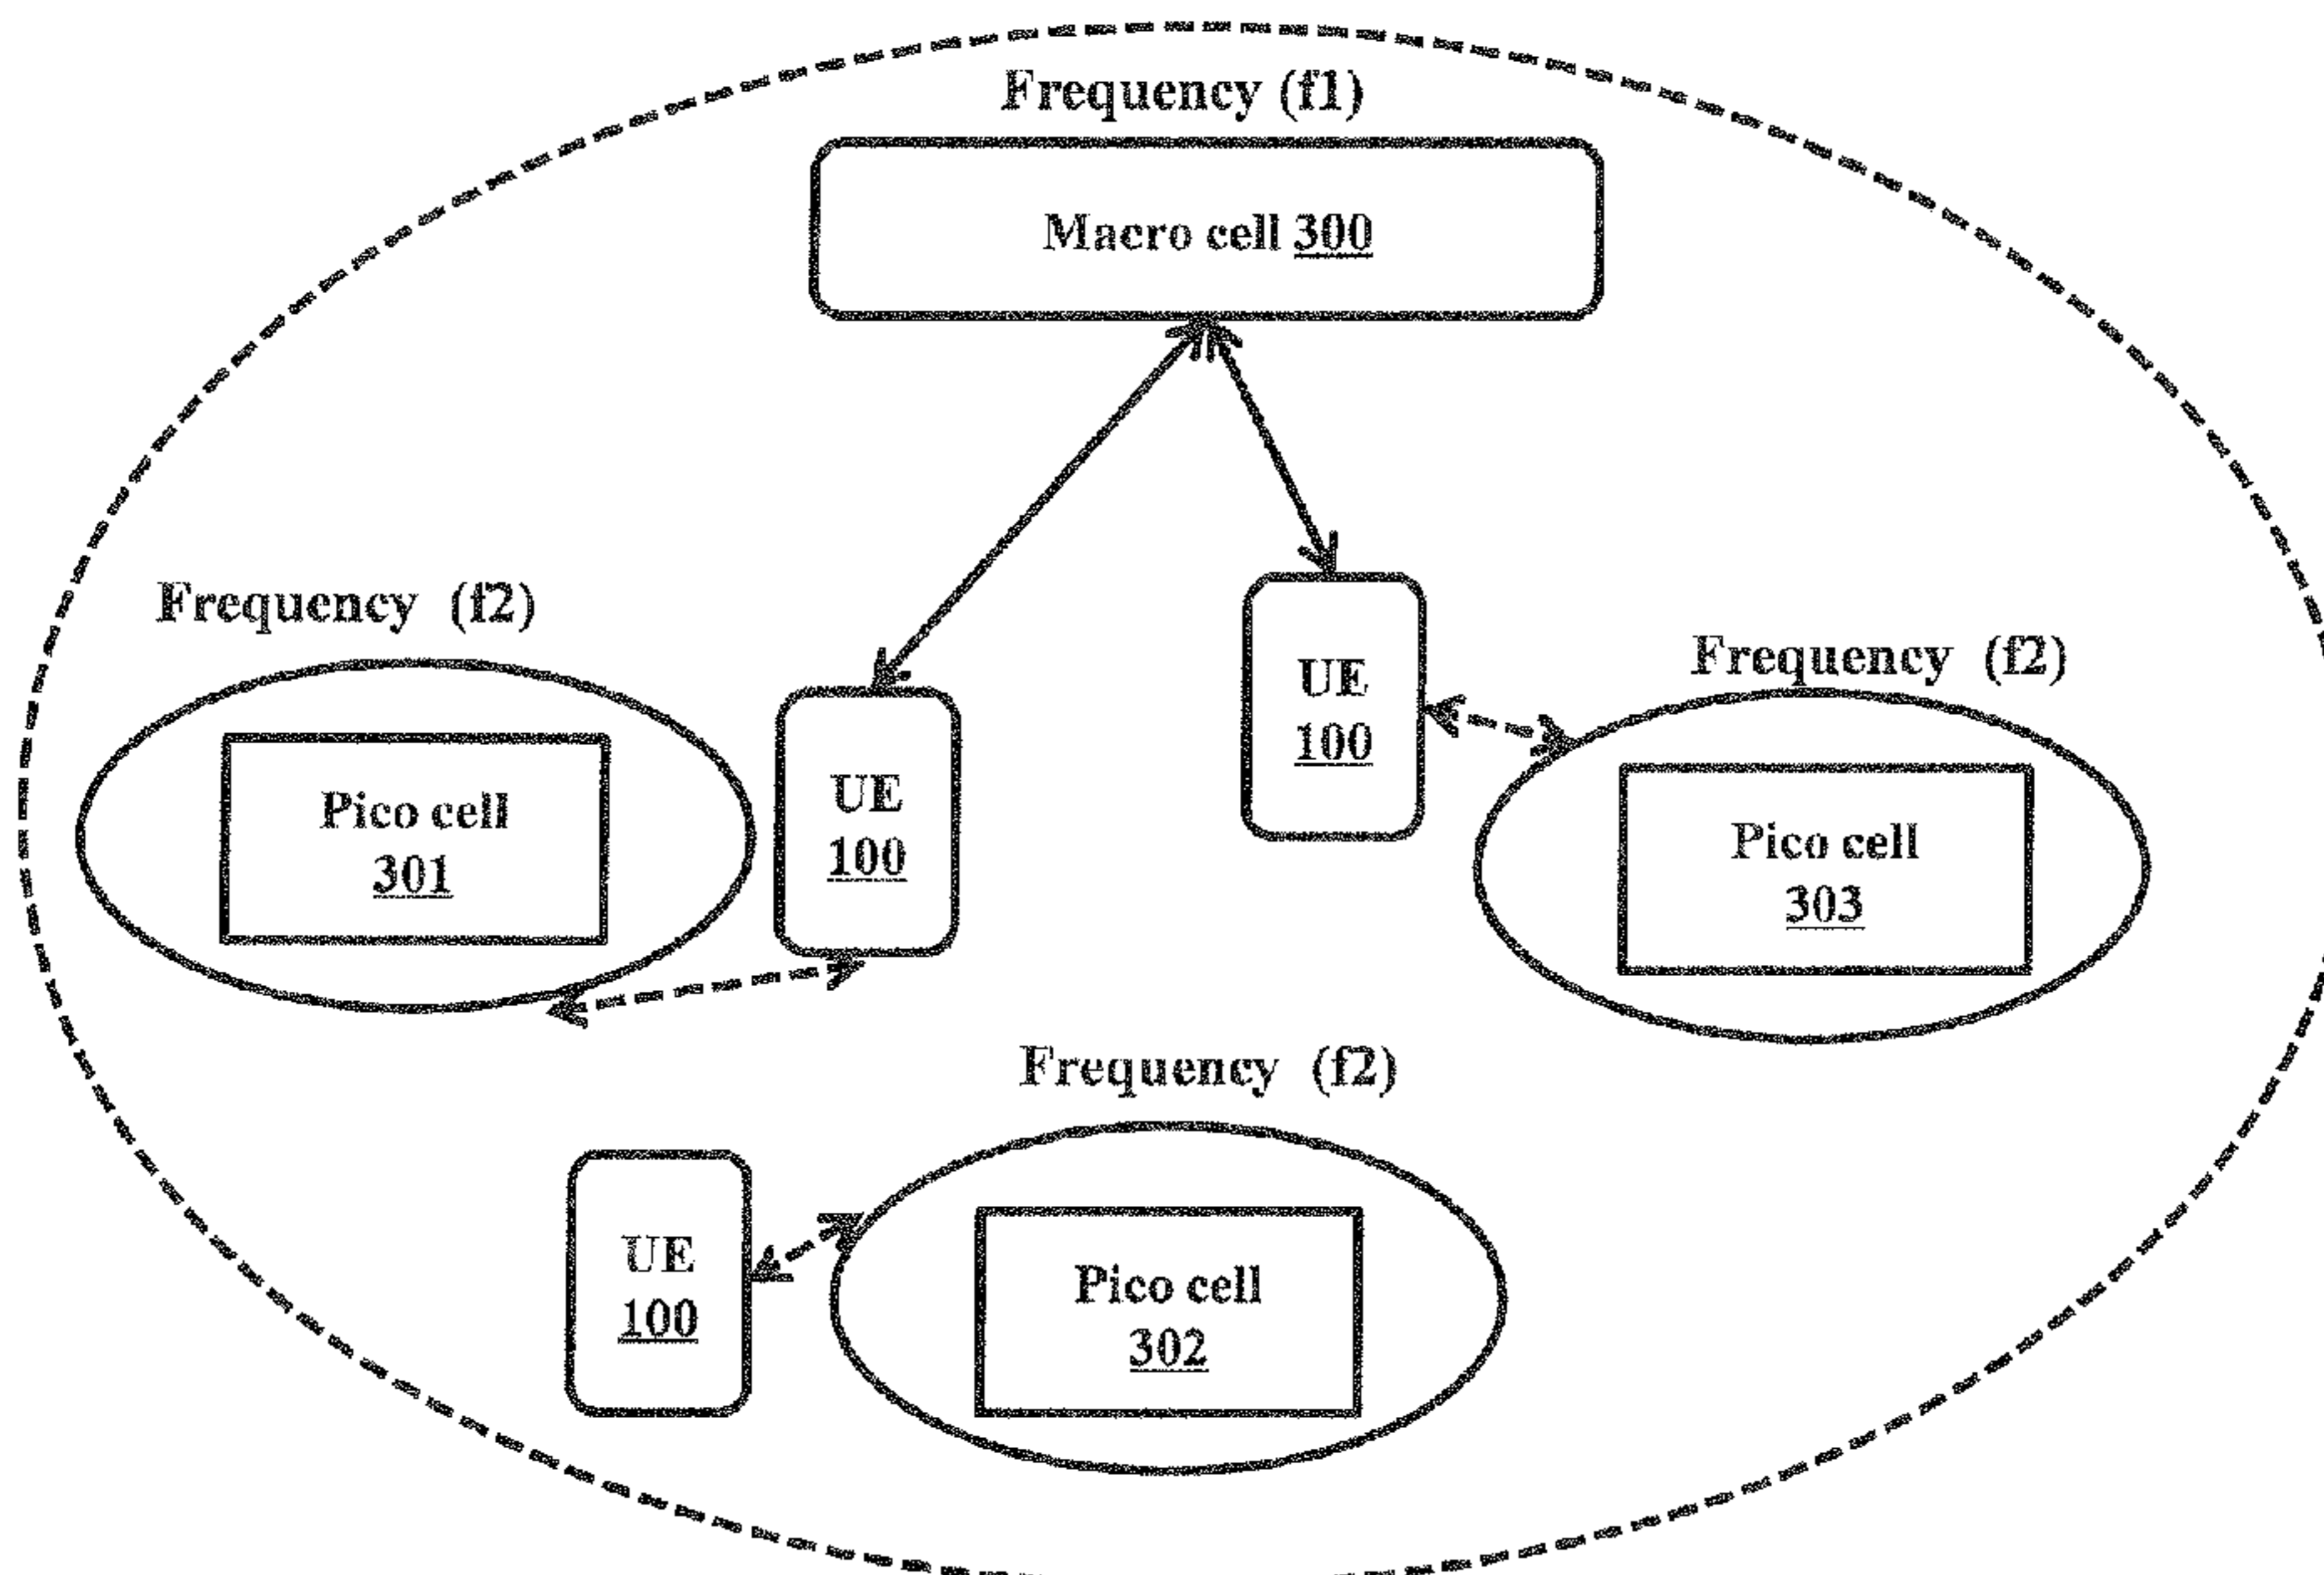 Frequency (f1)
Macro cell 300
Frequency (f2)
Pico cell
301
UE
100
UE
100
Frequency (f2)
Pico cell
303
Frequency (f2)
UE
100
Pico cell
302